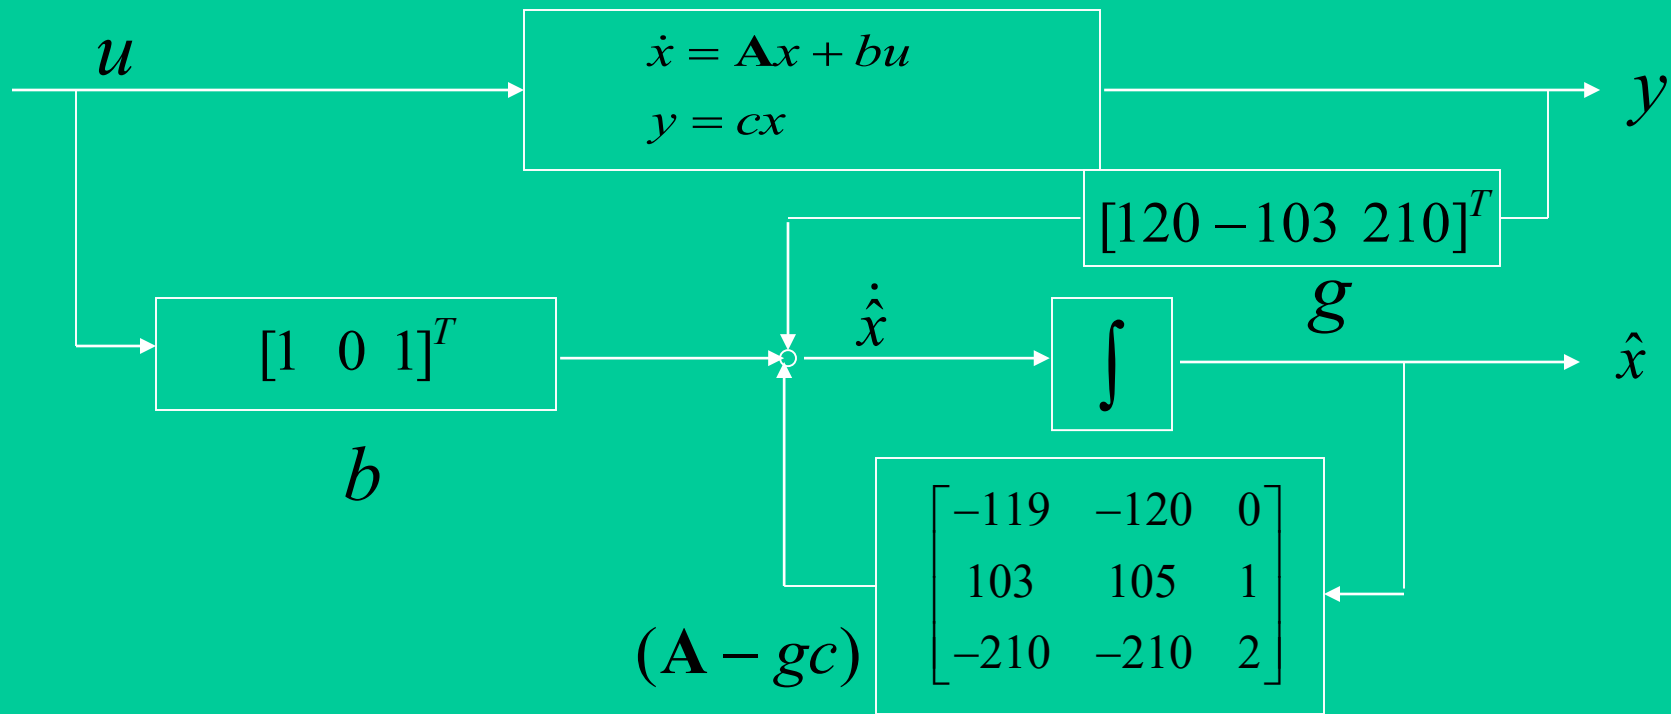 u
ẋ = Ax + bu
y = cx
y
[120 −103 210]ᵀ
g
[1 0 1]ᵀ
b
x̂̇
∫
x̂
(A − gc)
−119 −120 0
103 105 1
−210 −210 2